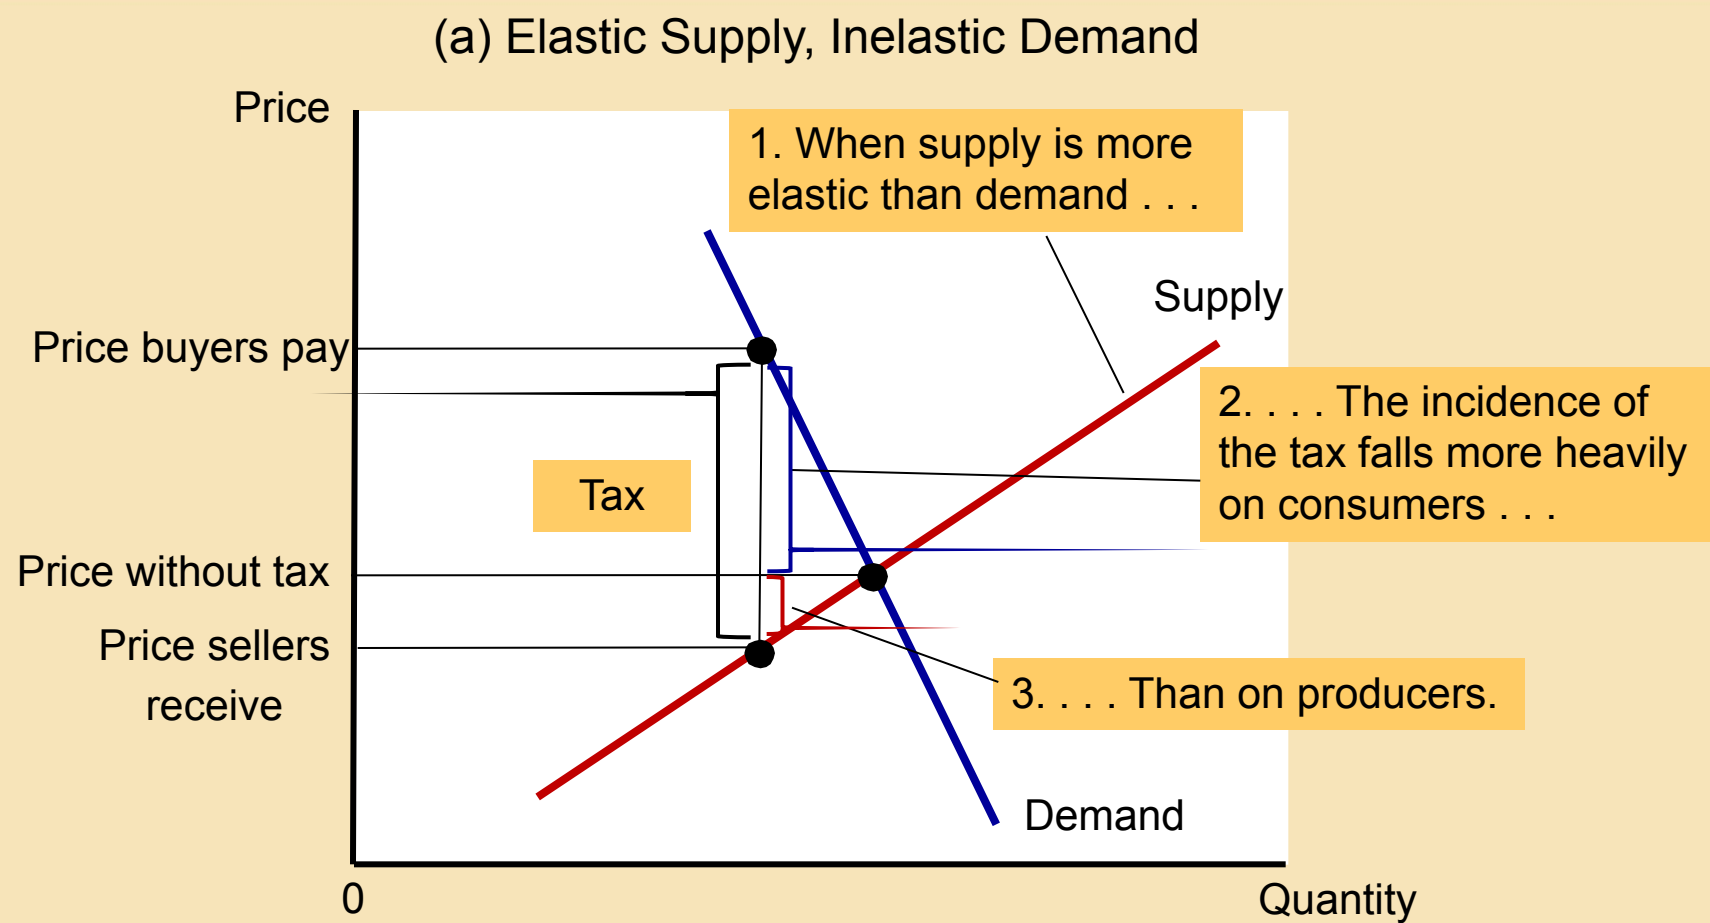 (a) Elastic Supply, Inelastic Demand
Price
1. When supply is more
elastic than demand . . .
Supply
Price buyers pay
2. . . . The incidence of
the tax falls more heavily
on consumers . . .
Tax
Price without tax
Price sellers
receive
3. . . . Than on producers.
Demand
0
Quantity